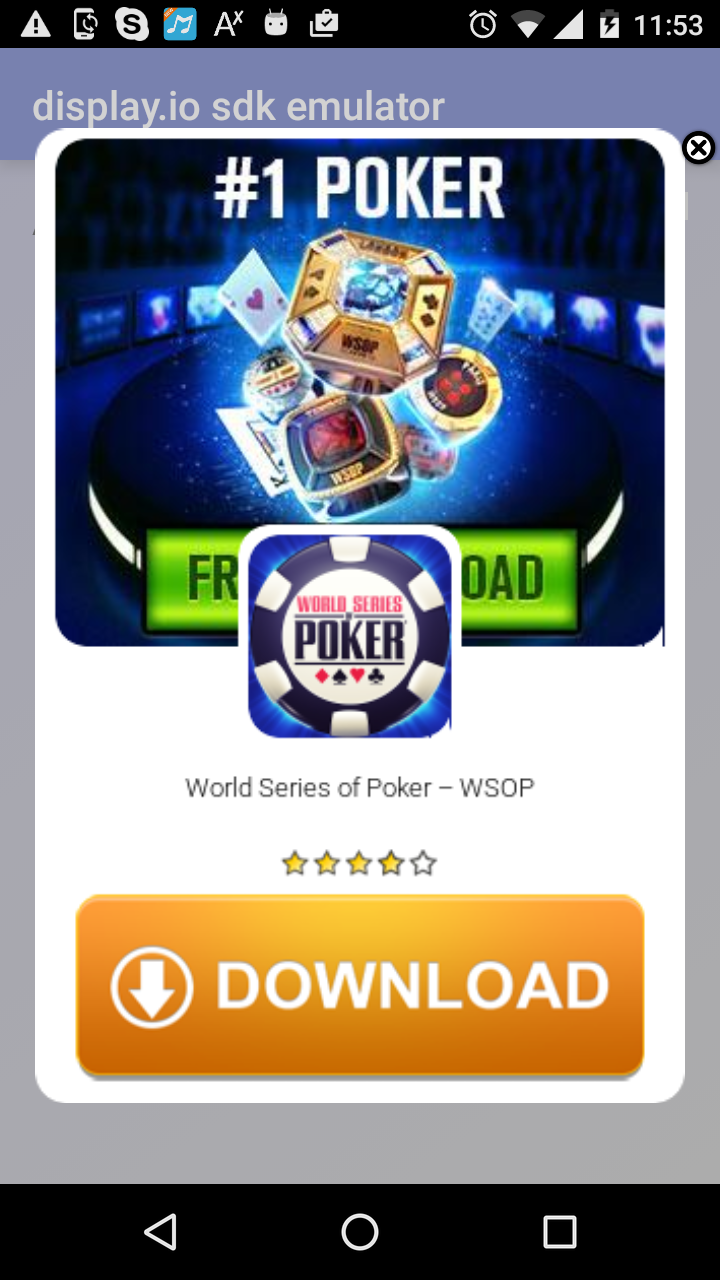 11:53
display.io sdk emulator
#1 POKER
WSOP
WSOP
FR
OAD
WORLD SERIES
POKER
World Series of Poker – WSOP
DOWNLOAD